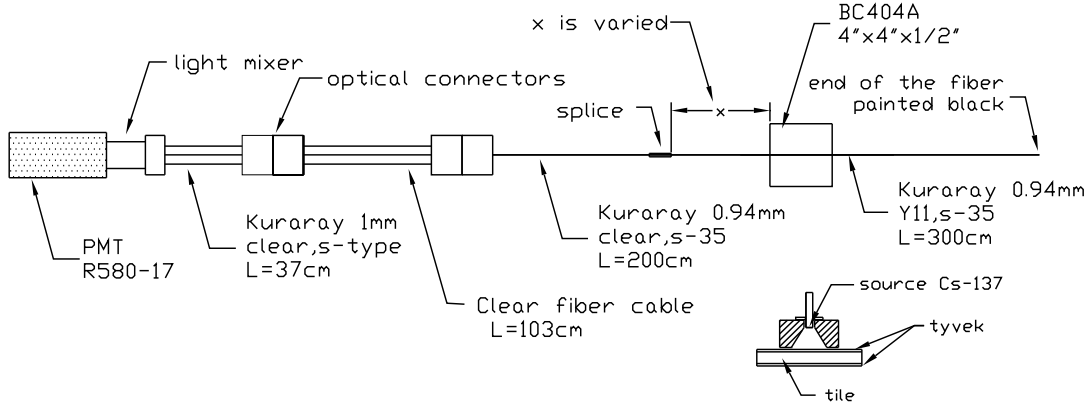 x is varied
BC404A
4"x4"x1/2"
light mixer
optical connectors
splice
x
end of the fiber
painted black
PMT
R580-17
Kuraray 1mm
clear,s-type
L=37cm
Clear fiber cable
L=103cm
Kuraray 0.94mm
clear,s-35
L=200cm
Kuraray 0.94mm
Y11,s-35
L=300cm
source Cs-137
tyvek
tile